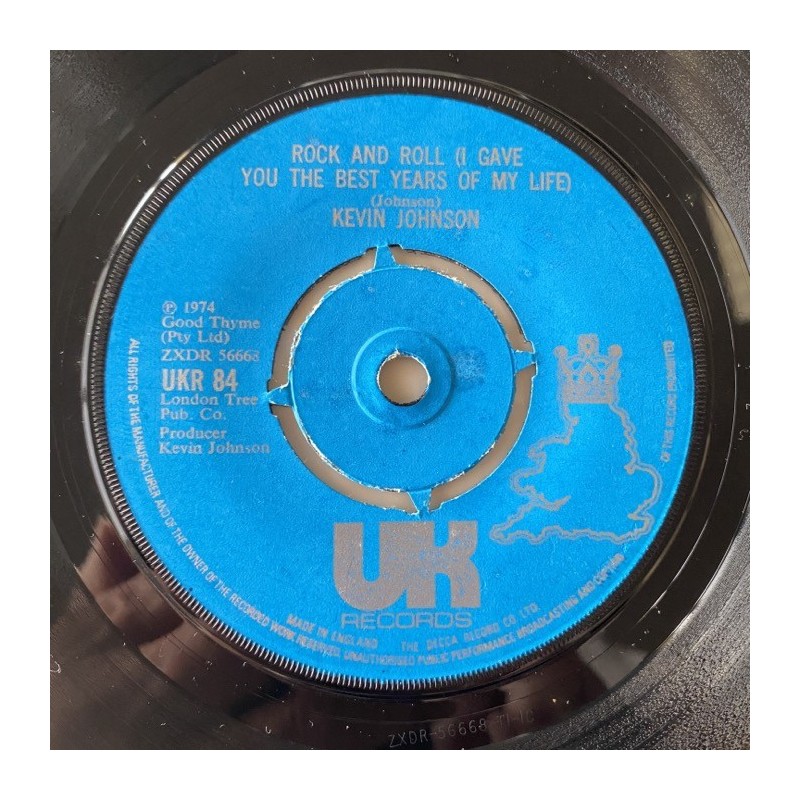 ROCK AND ROLL (I GAVE
YOU THE BEST YEARS OF MY LIFE)
(Johnson)
KEVIN JOHNSON
℗ 1974
Good Thyme
(Pty Ltd)
ZXDR 56668
UKR 84
London Tree
Pub. Co.
Producer
Kevin Johnson
UK
RECORDS
MADE IN ENGLAND THE DECCA RECORD CO LTD.
ALL RIGHTS OF THE MANUFACTURER AND OF THE OWNER OF THE RECORDED WORK RESERVED UNAUTHORISED PUBLIC PERFORMANCE BROADCASTING AND COPYING OF THIS RECORD PROHIBITED
ZXDR-56668